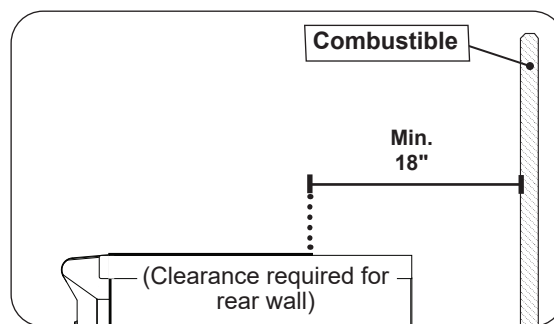 Combustible
Min.
18"
(Clearance required for
rear wall)